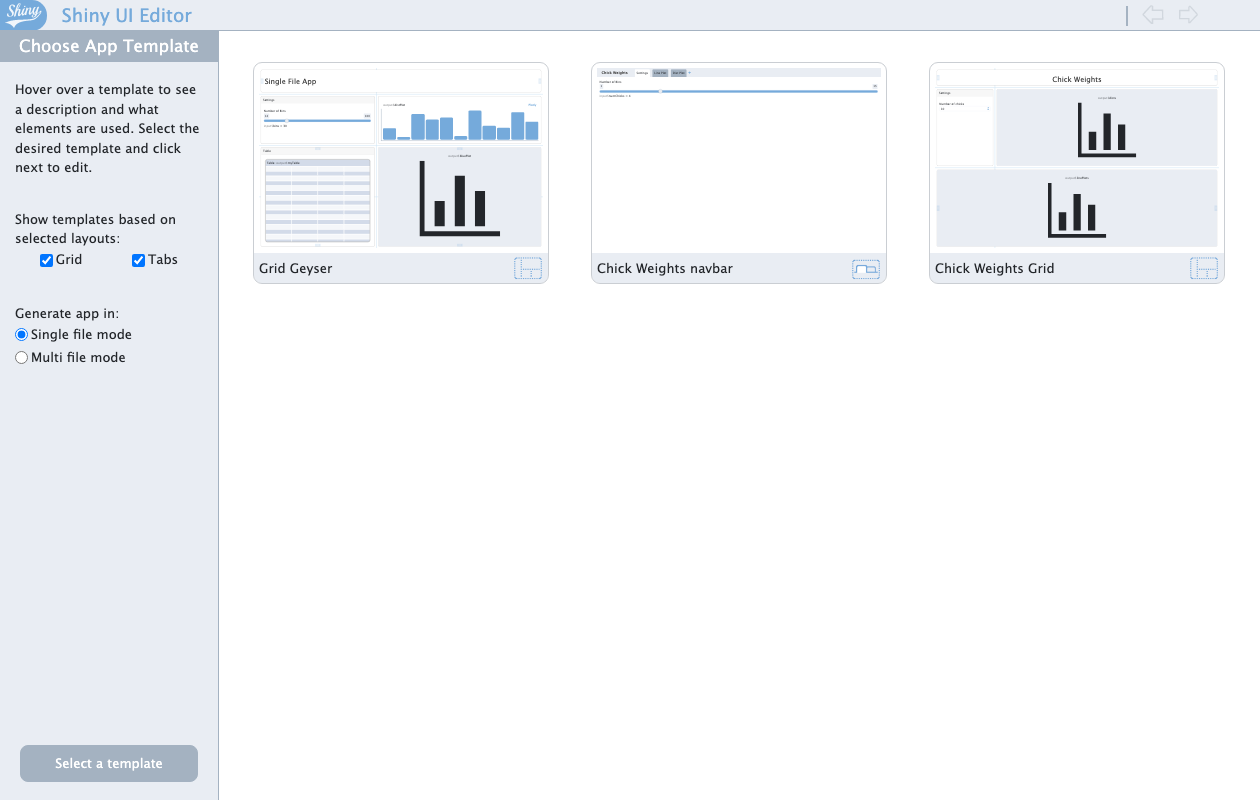 Shiny
Shiny UI Editor
Choose App Template
Hover over a template to see
a description and what
elements are used. Select the
desired template and click
next to edit.
Show templates based on
selected layouts:
Grid
Tabs
Generate app in:
Single file mode
Multi file mode
Select a template
Single File App
Settings
Number of Bins
Table
Grid Geyser
Chick Weights
Settings
Number of Bins
Chick Weights navbar
Chick Weights
Settings
Number of chicks
Chick Weights Grid